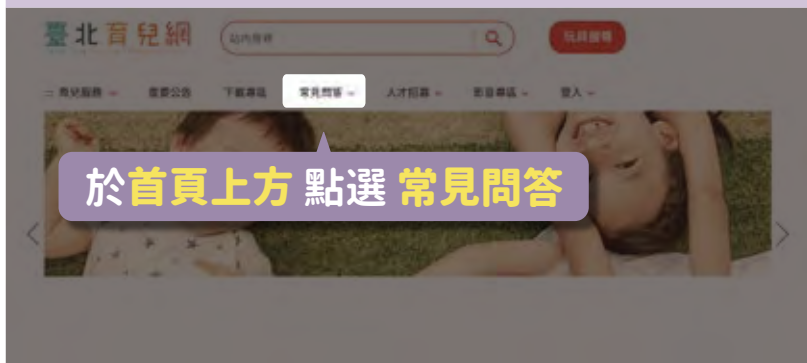 臺北育兒網
站內搜尋
玩具搜尋
育兒服務
重要公告
下載專區
常見問答
人才招募
影音專區
登入
於首頁上方 點選 常見問答